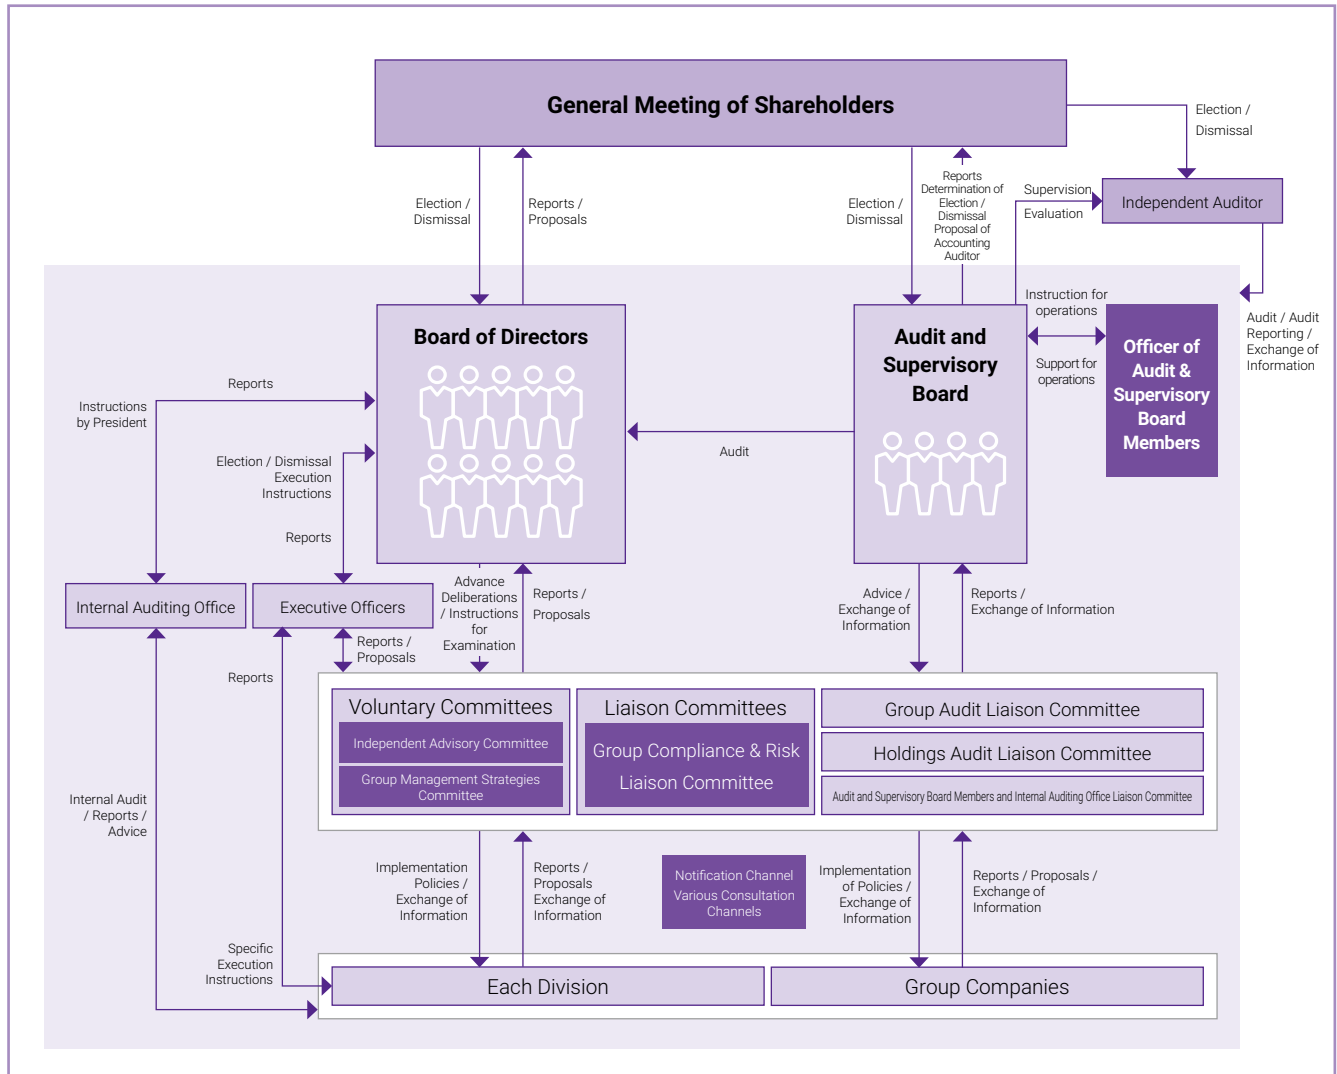 General Meeting of Shareholders
Election /
Dismissal
Independent Auditor
Election /
Dismissal
Reports /
Proposals
Election /
Dismissal
Reports
Determination of
Election /
Dismissal
Proposal of
Accounting
Auditor
Supervision
Evaluation
Audit / Audit
Reporting /
Exchange of
Information
Board of Directors
Audit and
Supervisory
Board
Instruction for
operations
Support for
operations
Officer of
Audit &
Supervisory
Board
Members
Audit
Reports
Instructions
by President
Election / Dismissal
Execution
Instructions
Reports
Internal Auditing Office
Executive Officers
Advance
Deliberations
/ Instructions
for
Examination
Reports /
Proposals
Advice /
Exchange of
Information
Reports /
Exchange of Information
Reports /
Proposals
Reports
Voluntary Committees
Independent Advisory Committee
Group Management Strategies
Committee
Liaison Committees
Group Compliance & Risk
Liaison Committee
Group Audit Liaison Committee
Holdings Audit Liaison Committee
Audit and Supervisory Board Members and Internal Auditing Office Liaison Committee
Internal Audit
/ Reports /
Advice
Implementation
Policies /
Exchange of
Information
Reports /
Proposals
Exchange of
Information
Notification Channel
Various Consultation
Channels
Implementation
of Policies /
Exchange of
Information
Reports / Proposals /
Exchange of
Information
Specific
Execution
Instructions
Each Division
Group Companies